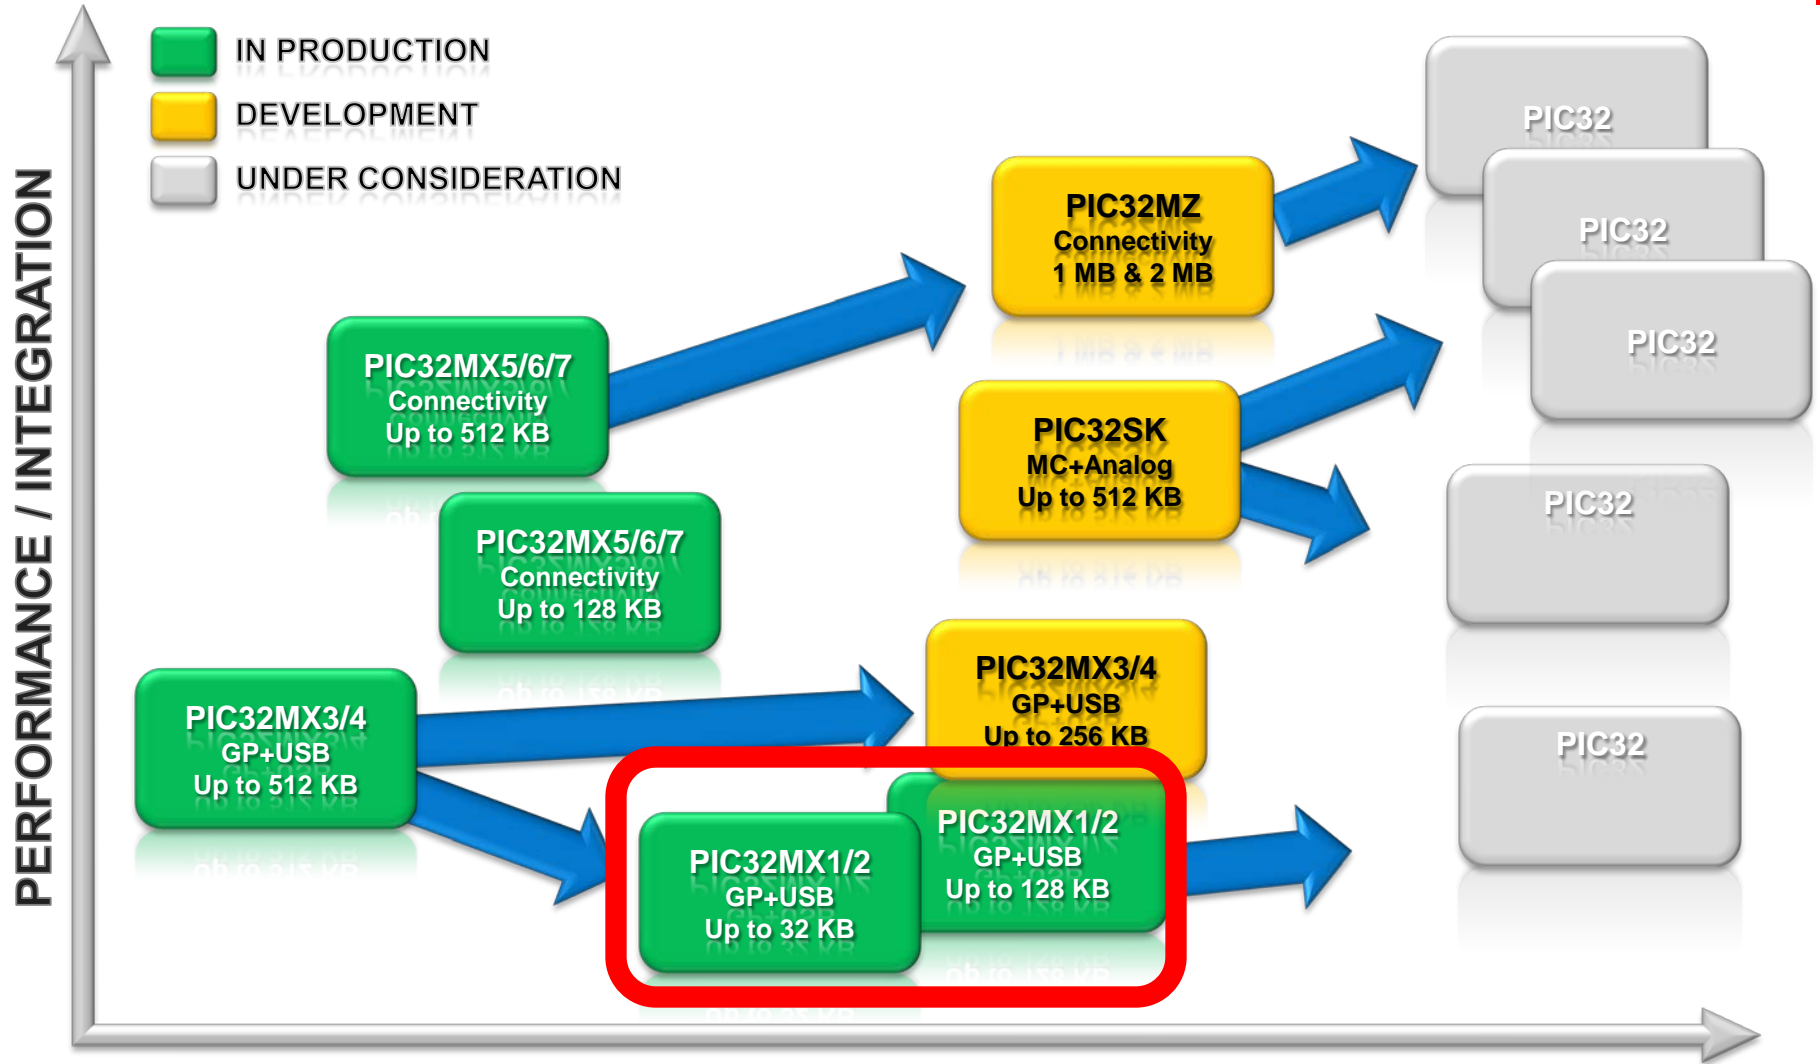 IN PRODUCTION
DEVELOPMENT
UNDER CONSIDERATION
PERFORMANCE / INTEGRATION
PIC32MX5/6/7
Connectivity
Up to 512 KB
PIC32MX5/6/7
Connectivity
Up to 128 KB
PIC32MX3/4
GP+USB
Up to 512 KB
PIC32MX1/2
GP+USB
Up to 32 KB
PIC32MX1/2
GP+USB
Up to 128 KB
PIC32MX3/4
GP+USB
Up to 256 KB
PIC32SK
MC+Analog
Up to 512 KB
PIC32MZ
Connectivity
1 MB & 2 MB
PIC32
PIC32
PIC32
PIC32
PIC32